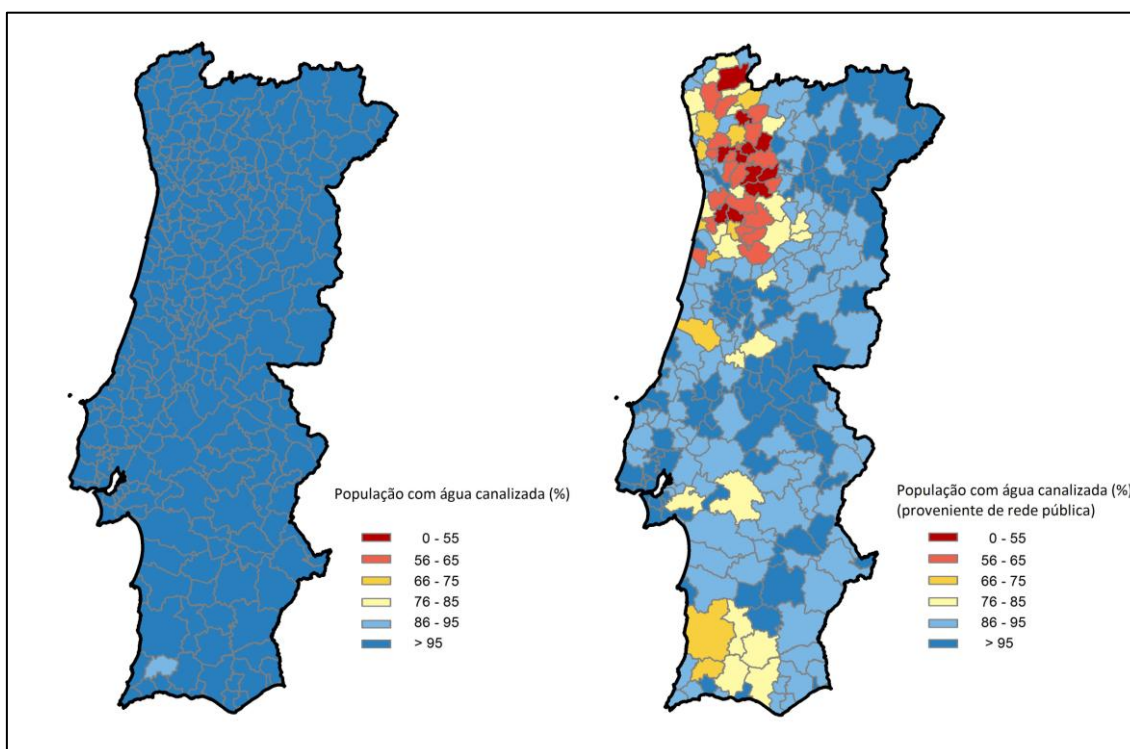 População com água canalizada (%)
0 - 55
56 - 65
66 - 75
76 - 85
86 - 95
> 95
População com água canalizada (%)
(proveniente de rede pública)
0 - 55
56 - 65
66 - 75
76 - 85
86 - 95
> 95